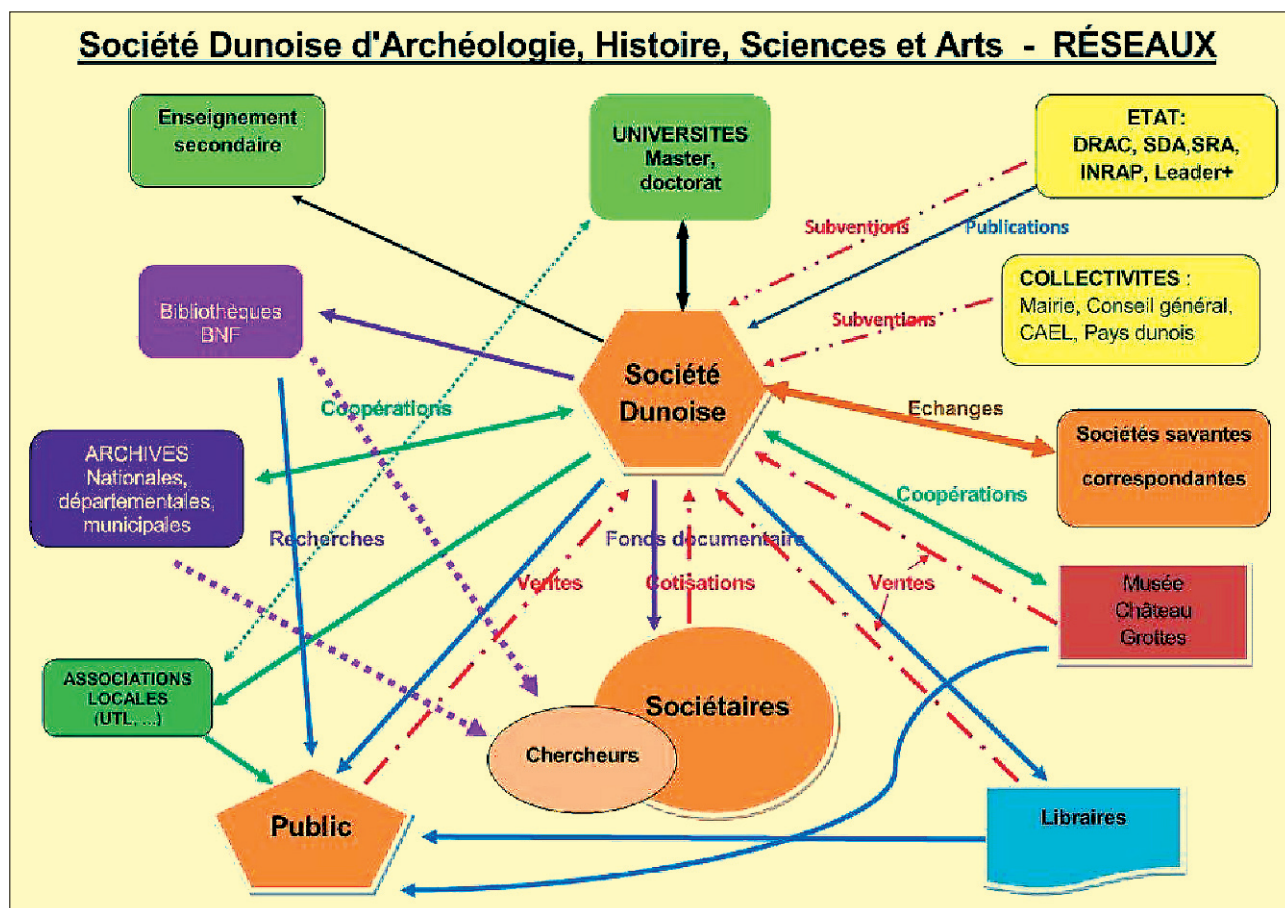 Société Dunoise d'Archéologie, Histoire, Sciences et Arts - RÉSEAUX
Enseignement
secondaire
UNIVERSITES
Master,
doctorat
ETAT:
DRAC, SDA,SRA,
INRAP, Leader+
Subventions
Publications
Bibliothèques
BNF
COLLECTIVITES :
Mairie, Conseil général,
CAEL, Pays dunois
Subventions
Société
Dunoise
Coopérations
Echanges
Sociétés savantes
correspondantes
ARCHIVES
Nationales,
départementales,
municipales
Coopérations
Recherches
Fonds documentaire
Ventes
Cotisations
Ventes
Musée
Château
Grottes
ASSOCIATIONS
LOCALES
(UTL, ...)
Sociétaires
Chercheurs
Public
Libraires